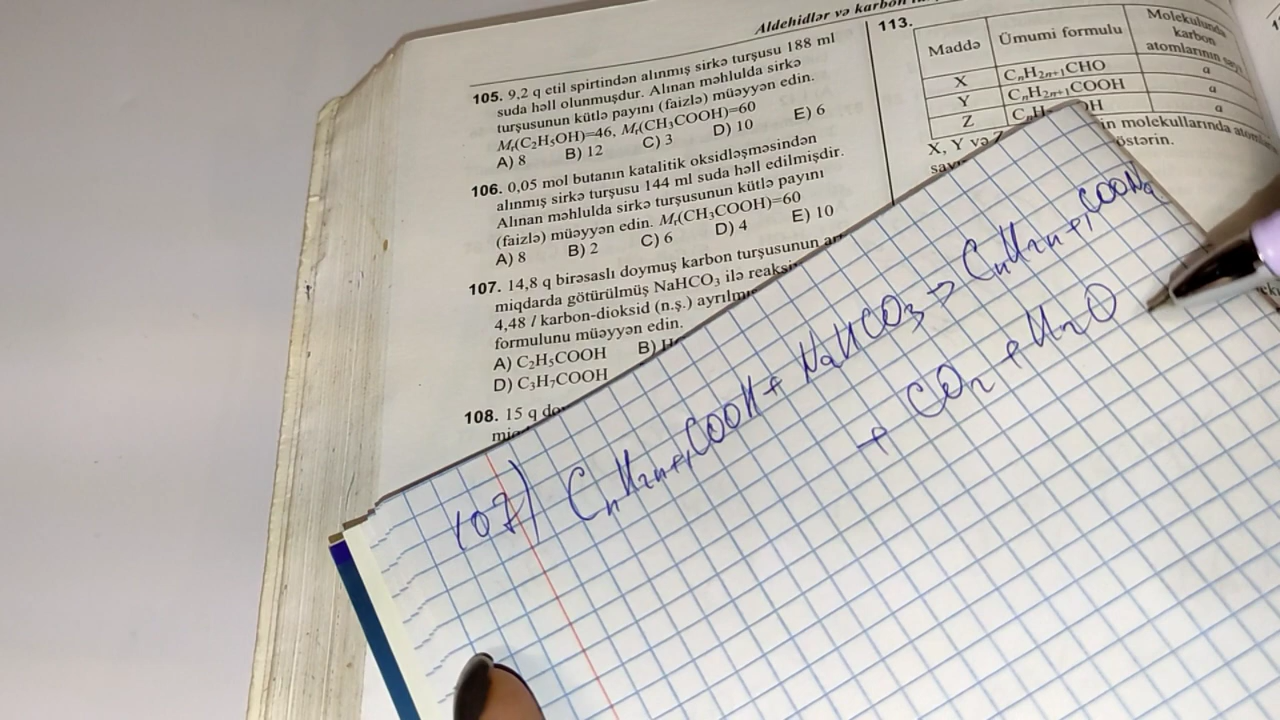 Aldehidlər və karbon
105. 9,2 q etil spirtindən alınmış sirkə turşusu 188 ml
suda həll olunmuşdur. Alınan məhlulda sirkə
turşusunun kütlə payını (faizlə) müəyyən edin.
Mᵣ(C₂H₅OH)=46, Mᵣ(CH₃COOH)=60
A) 8 B) 12 C) 3 D) 10 E) 6
106. 0,05 mol butanın katalitik oksidləşməsindən
alınmış sirkə turşusu 144 ml suda həll edilmişdir.
Alınan məhlulda sirkə turşusunun kütlə payını
(faizlə) müəyyən edin. Mᵣ(CH₃COOH)=60
A) 8 B) 2 C) 6 D) 4 E) 10
107. 14,8 q birəsaslı doymuş karbon turşusunun
miqdarda götürülmüş NaHCO₃ ilə
4,48 l karbon-dioksid (n.ş.)
formulunu müəyyən edin.
A) C₂H₅COOH B)
D) C₃H₇COOH
108. 15 q
113.
Maddə Ümumi formulu Molekulunda karbon atomlarının sayı
X CₙH₂ₙ₊₁CHO a
Y CₙH₂ₙ₊₁COOH a
Z a
X, Y və Z molekullarında
göstərin.
107) CₙH₂ₙ₊₁COOH + NaHCO₃ → CₙH₂ₙ₊₁COONa
+ CO₂ + H₂O